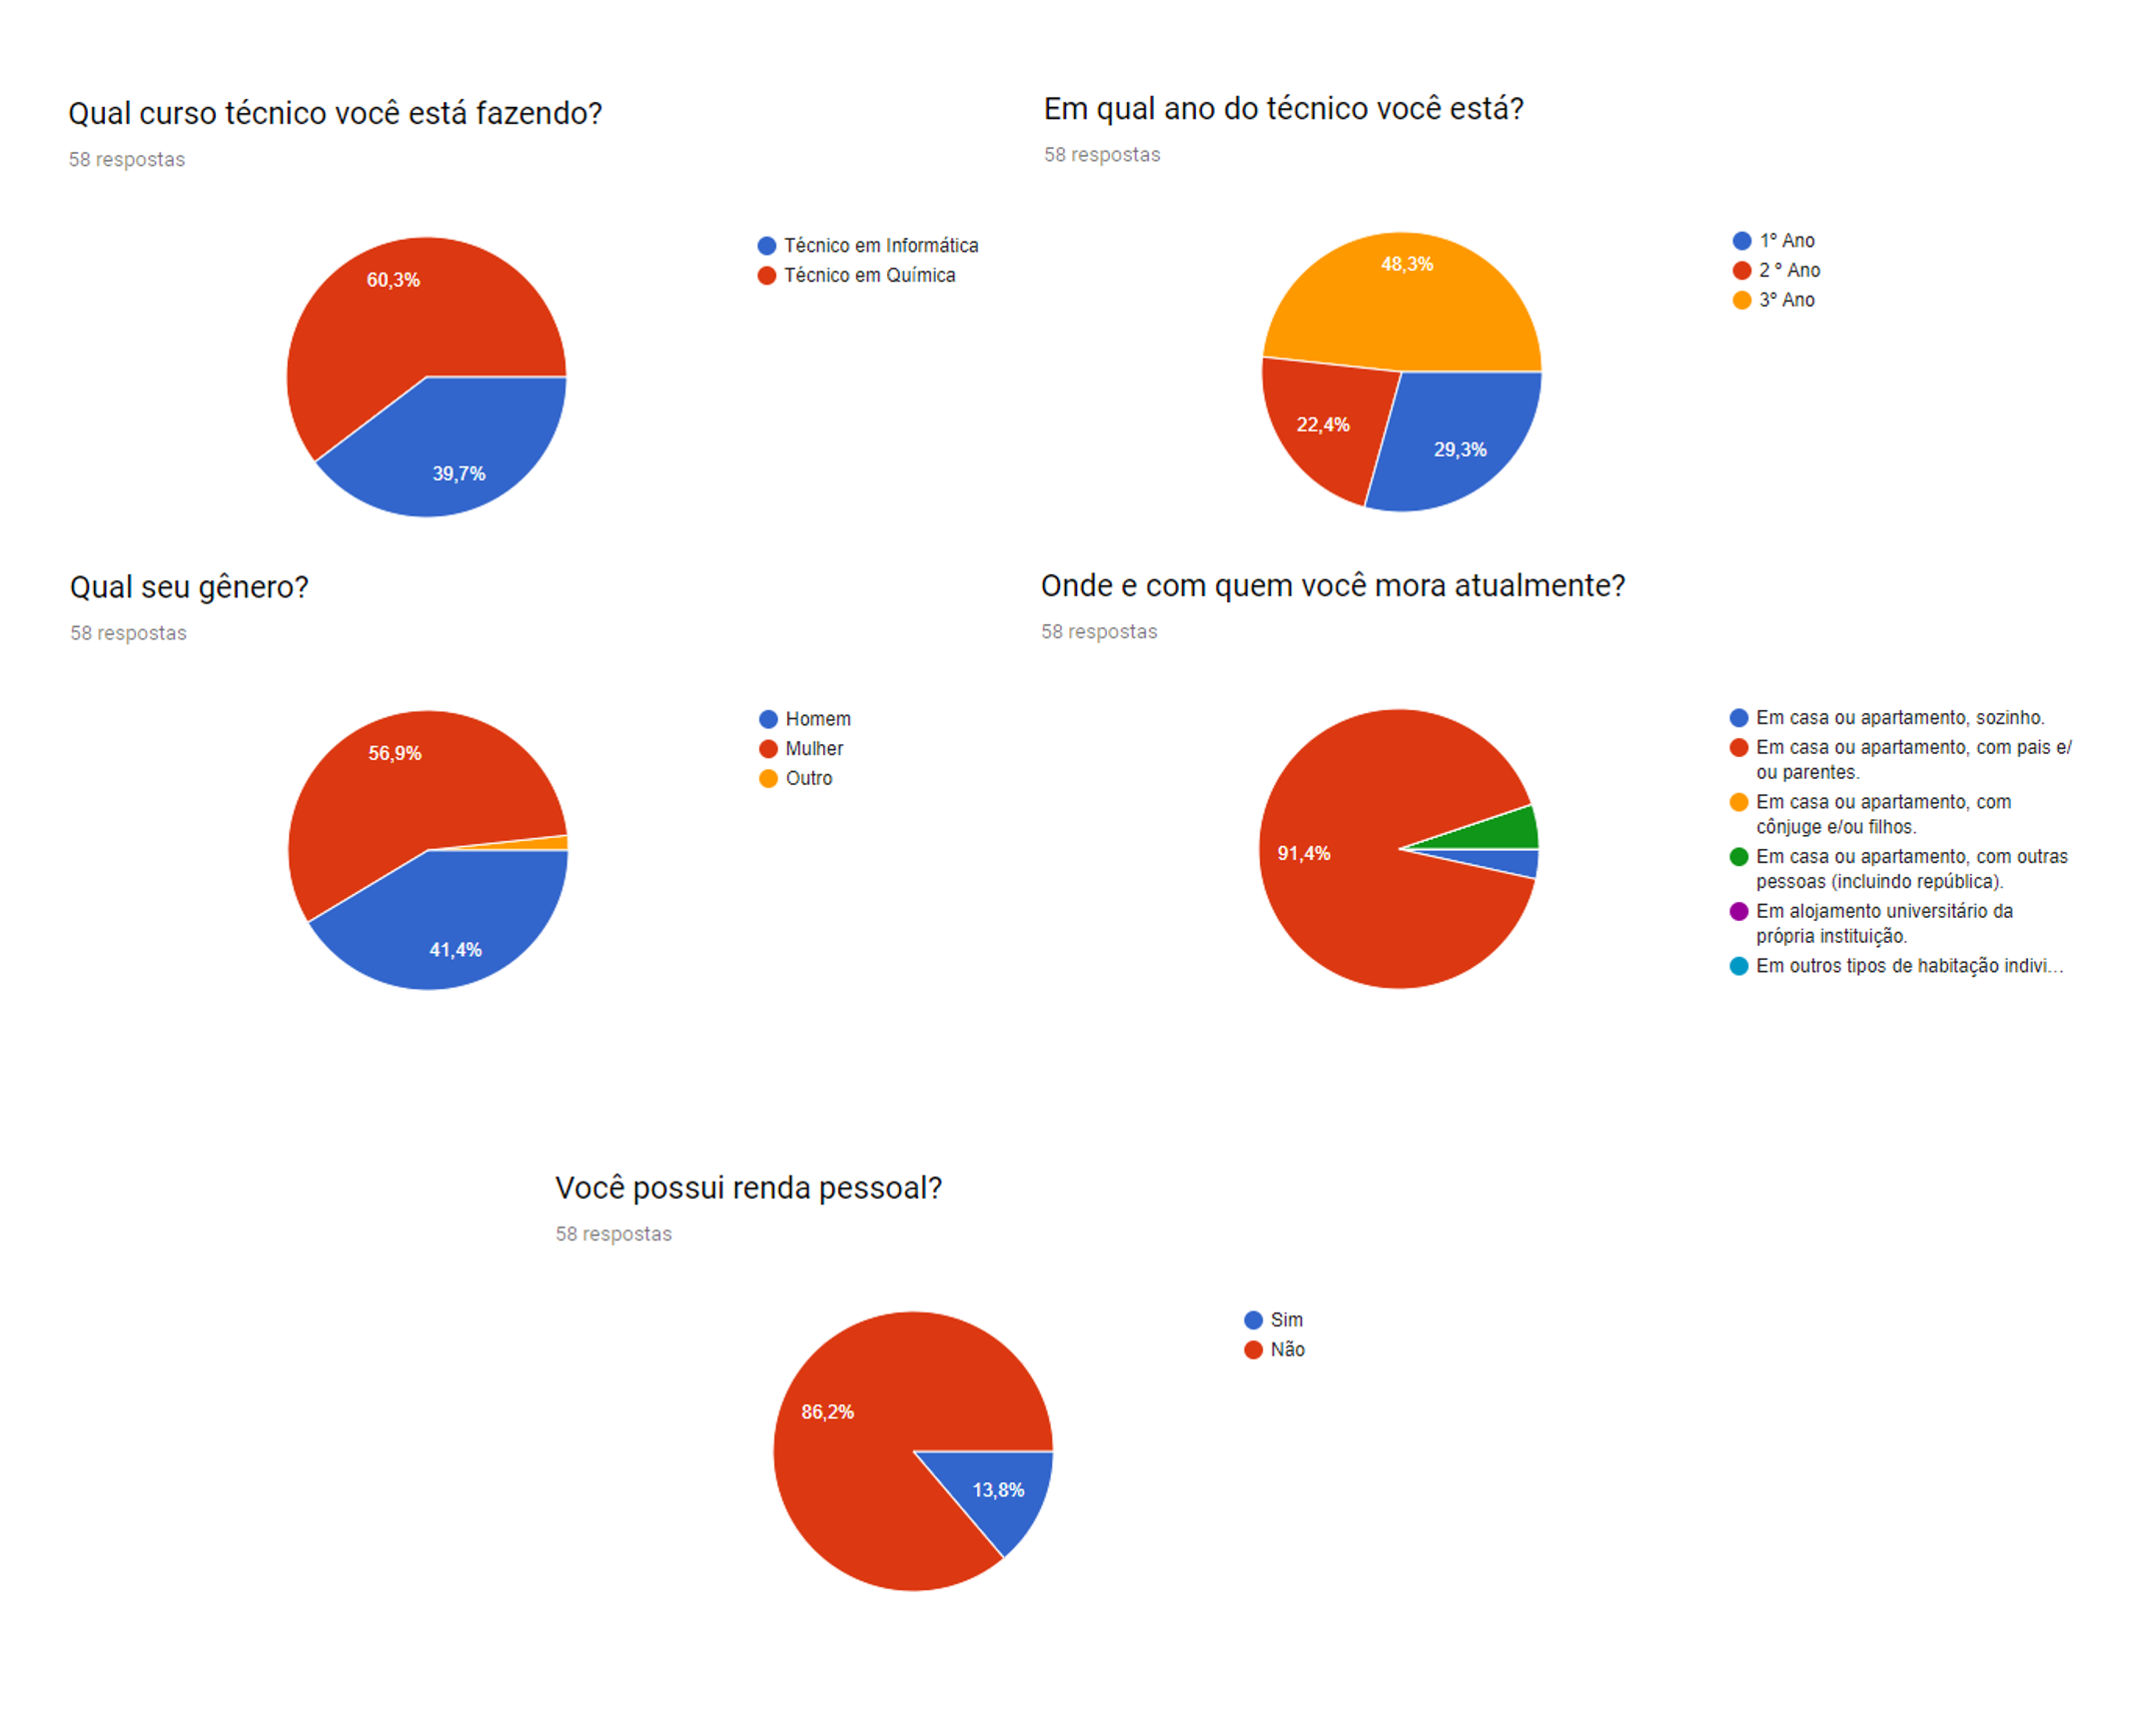 Qual curso técnico você está fazendo?
58 respostas
60,3%
39,7%
Técnico em Informática
Técnico em Química
Em qual ano do técnico você está?
58 respostas
48,3%
22,4%
29,3%
1º Ano
2 º Ano
3º Ano
Qual seu gênero?
58 respostas
56,9%
41,4%
Homem
Mulher
Outro
Onde e com quem você mora atualmente?
58 respostas
91,4%
Em casa ou apartamento, sozinho.
Em casa ou apartamento, com pais e/
ou parentes.
Em casa ou apartamento, com
cônjuge e/ou filhos.
Em casa ou apartamento, com outras
pessoas (incluindo república).
Em alojamento universitário da
própria instituição.
Em outros tipos de habitação indivi...
Você possui renda pessoal?
58 respostas
86,2%
13,8%
Sim
Não